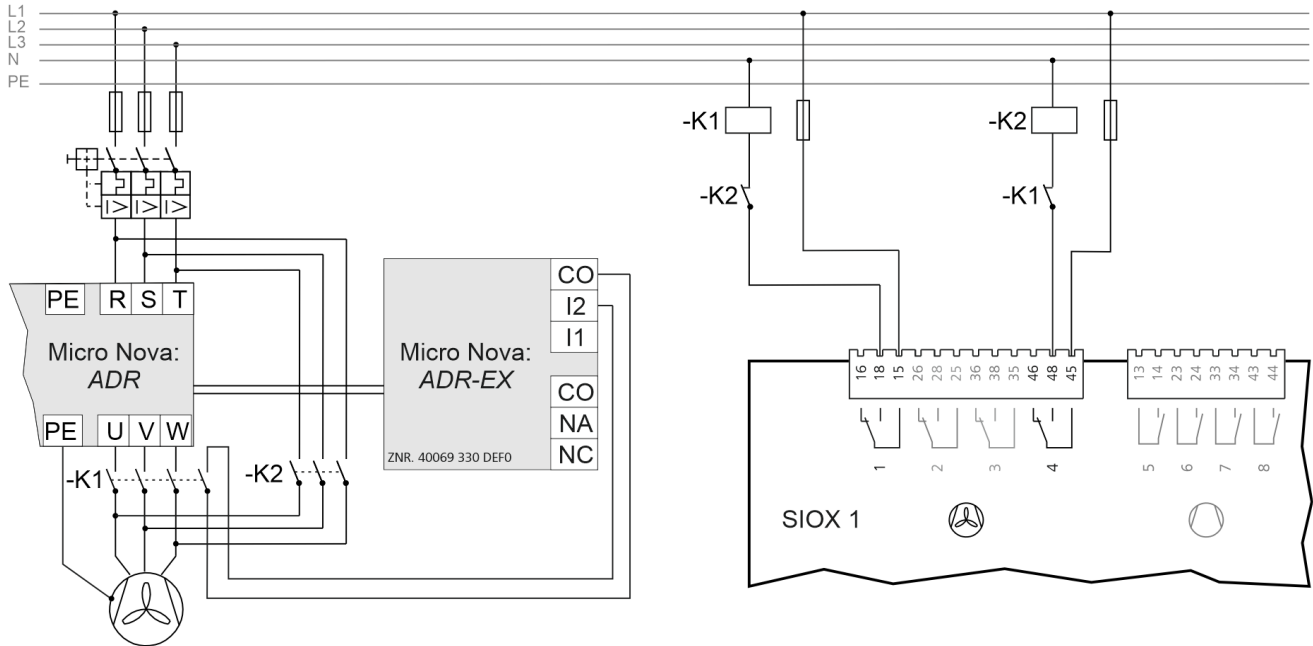 L1
L2
L3
N
PE
-K1
-K2
-K2
-K1
I> I> I>
PE R S T
Micro Nova:
ADR
PE U V W
-K1
-K2
CO
I2
I1
Micro Nova:
ADR-EX
CO
NA
NC
ZNR. 40069 330 DEF0
16 18 15 26 28 25 36 38 35 46 48 45
13 14 23 24 33 34 43 44
1 2 3 4
5 6 7 8
SIOX 1